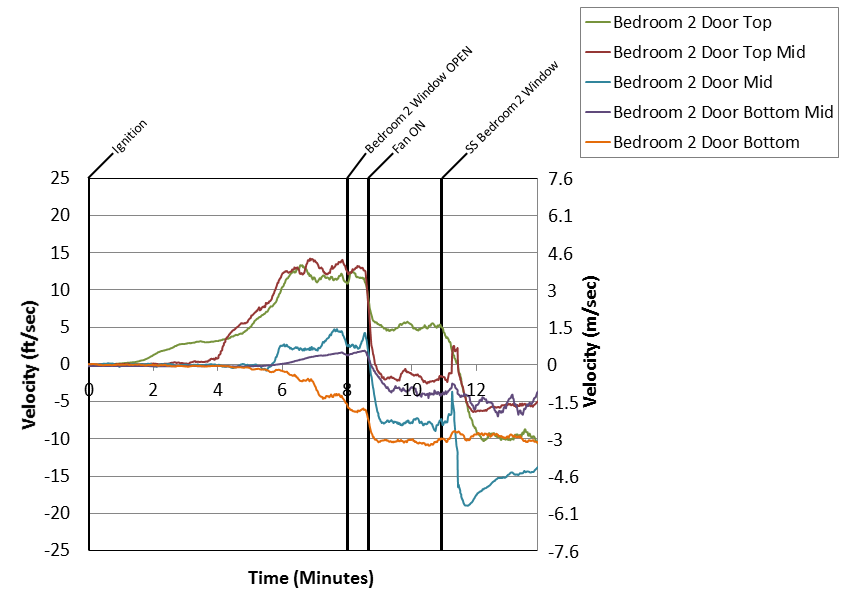 Bedroom 2 Door Top
Bedroom 2 Door Top Mid
Bedroom 2 Door Mid
Bedroom 2 Door Bottom Mid
Bedroom 2 Door Bottom
Ignition
Bedroom 2 Window OPEN
Fan ON
SS Bedroom 2 Window
25 7.6
20 6.1
15 4.6
10 3
5 1.5
0 0
0 2 4 6 8 10 12
-5 -1.5
-10 -3
-15 -4.6
-20 -6.1
-25 -7.6
Velocity (ft/sec)
Velocity (m/sec)
Time (Minutes)